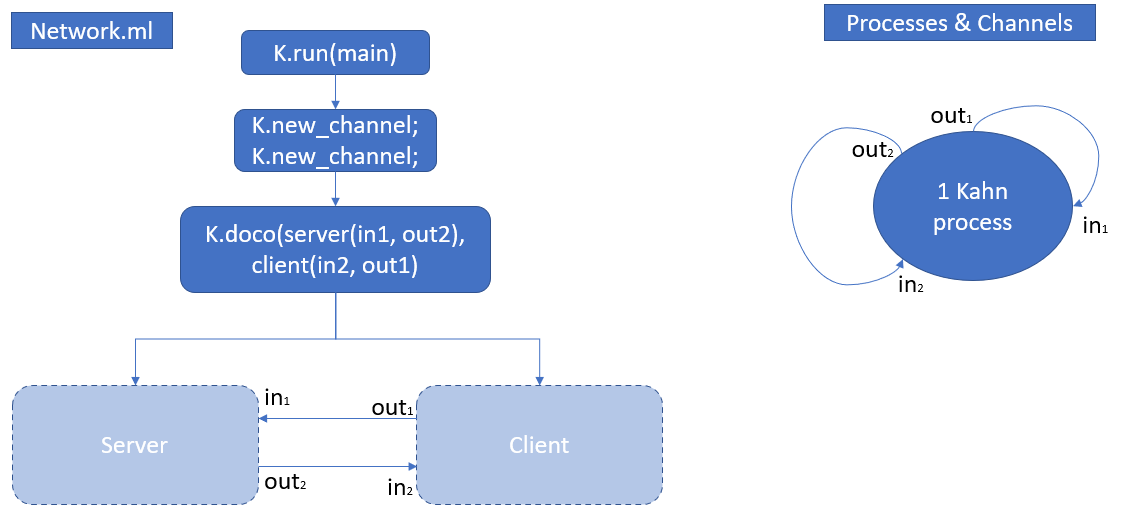 Network.ml
K.run(main)
K.new_channel;
K.new_channel;
K.doco(server(in1, out2),
client(in2, out1)
Server
in₁
out₁
Client
out₂
in₂
Processes & Channels
out₁
out₂
1 Kahn
process
in₁
in₂